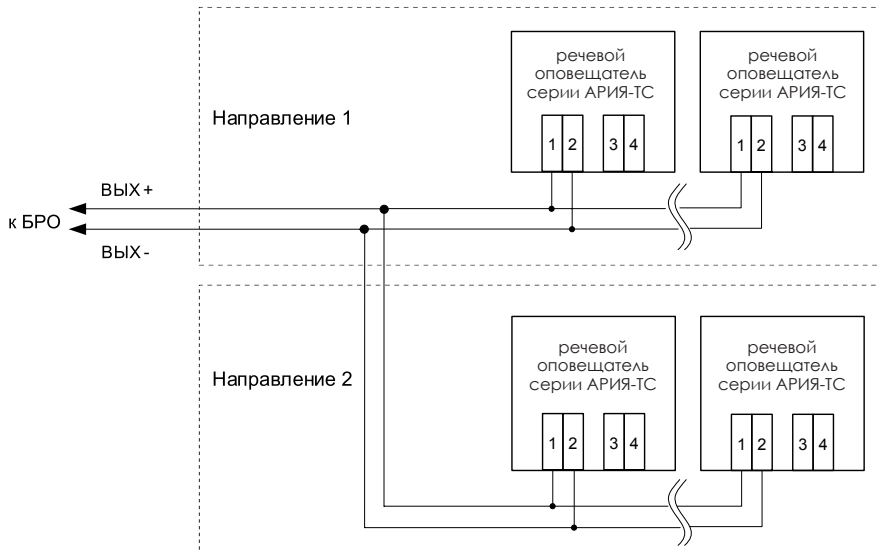 речевой
оповещатель
серии АРИЯ-ТС
1 2 3 4
речевой
оповещатель
серии АРИЯ-ТС
1 2 3 4
Направление 1
ВЫХ+
к БРО
ВЫХ-
речевой
оповещатель
серии АРИЯ-ТС
1 2 3 4
речевой
оповещатель
серии АРИЯ-ТС
1 2 3 4
Направление 2